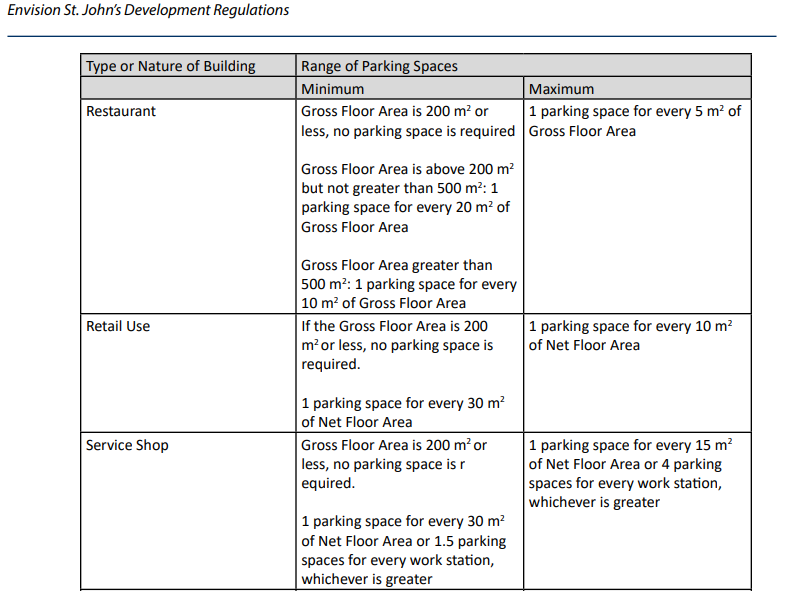 Envision St. John's Development Regulations
Type or Nature of Building
Range of Parking Spaces
Minimum
Maximum
Restaurant
Gross Floor Area is 200 m² or
less, no parking space is required
Gross Floor Area is above 200 m²
but not greater than 500 m²: 1
parking space for every 20 m² of
Gross Floor Area
Gross Floor Area greater than
500 m²: 1 parking space for every
10 m² of Gross Floor Area
1 parking space for every 5 m² of
Gross Floor Area
Retail Use
If the Gross Floor Area is 200
m² or less, no parking space is
required.
1 parking space for every 30 m²
of Net Floor Area
1 parking space for every 10 m²
of Net Floor Area
Service Shop
Gross Floor Area is 200 m² or
less, no parking space is r
equired.
1 parking space for every 30 m²
of Net Floor Area or 1.5 parking
spaces for every work station,
whichever is greater
1 parking space for every 15 m²
of Net Floor Area or 4 parking
spaces for every work station,
whichever is greater